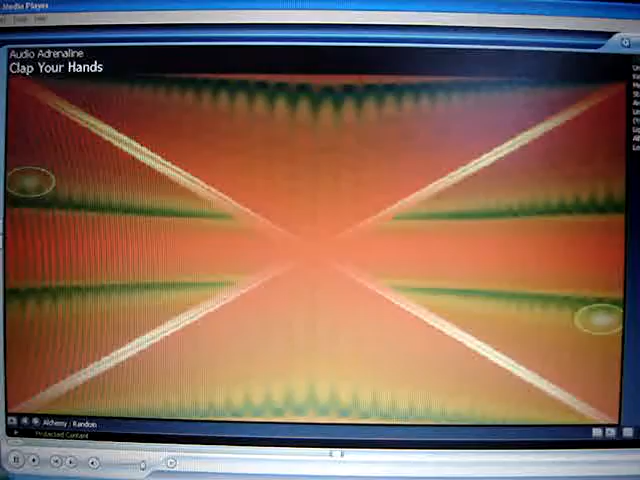 Media Player
Audio Adrenaline
Clap Your Hands
Alchemy : Random
Protected Content